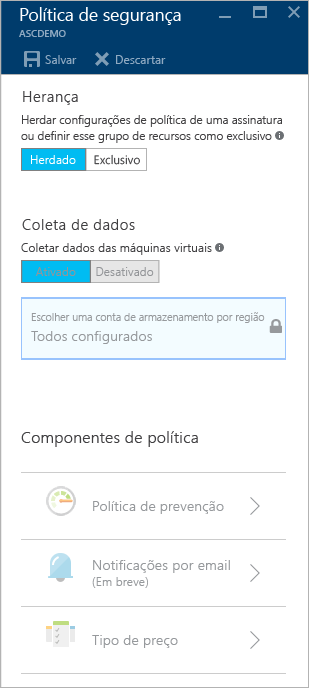 Política de segurança
ASCDEMO
Salvar Descartar
Herança
Herdar configurações de política de uma assinatura
ou definir esse grupo de recursos como exclusivo
Herdado Exclusivo
Coleta de dados
Coletar dados das máquinas virtuais
Ativado Desativado
Escolher uma conta de armazenamento por região
Todos configurados
Componentes de política
Política de prevenção
Notificações por email
(Em breve)
Tipo de preço